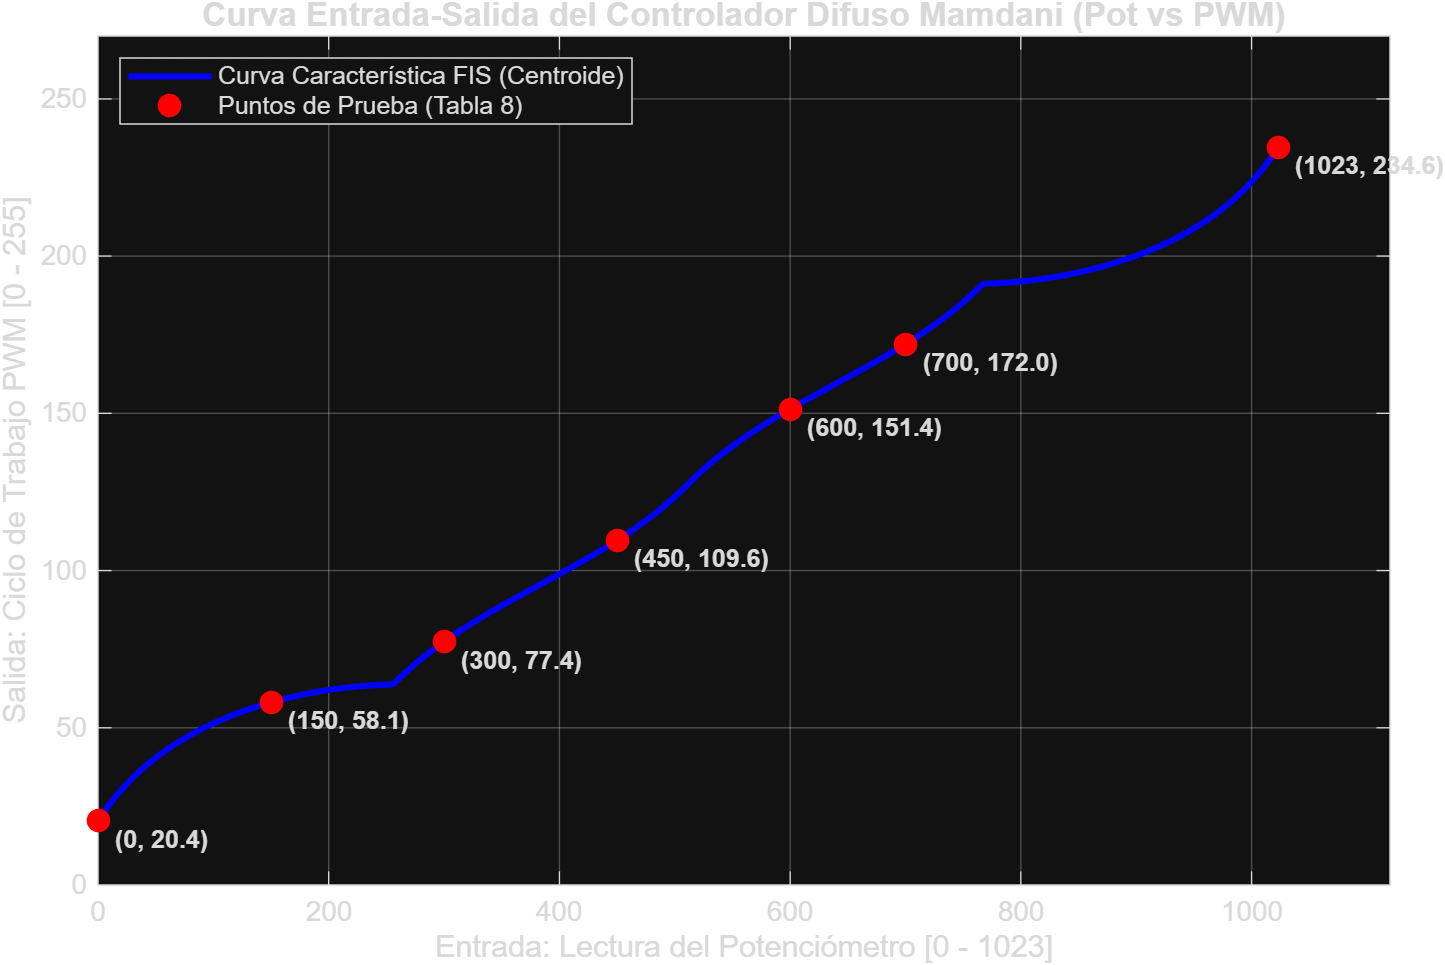 Curva Entrada-Salida del Controlador Difuso Mamdani (Pot vs PWM)
Curva Característica FIS (Centroide)
Puntos de Prueba (Tabla 8)
Salida: Ciclo de Trabajo PWM [0 - 255]
250
200
150
100
50
0
(1023, 234.6)
(700, 172.0)
(600, 151.4)
(450, 109.6)
(300, 77.4)
(150, 58.1)
(0, 20.4)
0 200 400 600 800 1000
Entrada: Lectura del Potenciómetro [0 - 1023]